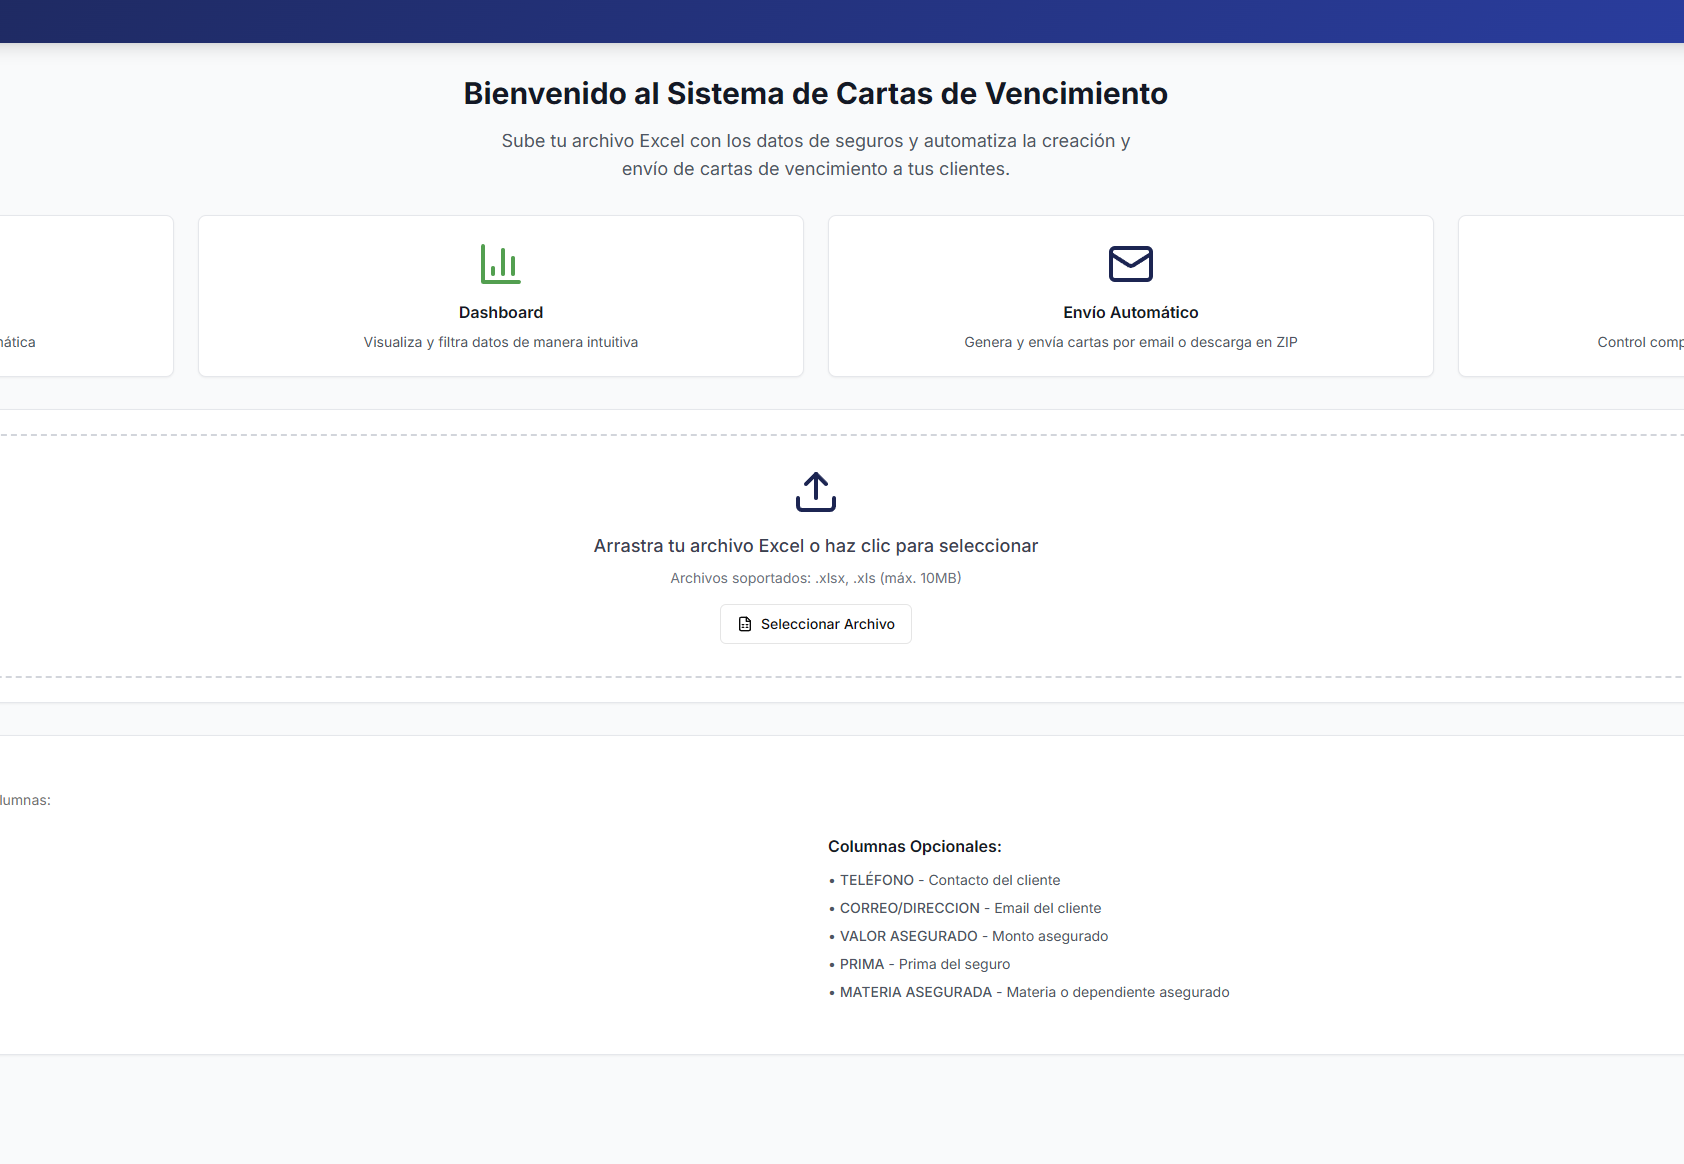 Bienvenido al Sistema de Cartas de Vencimiento
Sube tu archivo Excel con los datos de seguros y automatiza la creación y
envío de cartas de vencimiento a tus clientes.
Dashboard
Visualiza y filtra datos de manera intuitiva
Envío Automático
Genera y envía cartas por email o descarga en ZIP
Control
Arrastra tu archivo Excel o haz clic para seleccionar
Archivos soportados: .xlsx, .xls (máx. 10MB)
Seleccionar Archivo
Columnas Opcionales:
• TELÉFONO - Contacto del cliente
• CORREO/DIRECCION - Email del cliente
• VALOR ASEGURADO - Monto asegurado
• PRIMA - Prima del seguro
• MATERIA ASEGURADA - Materia o dependiente asegurado